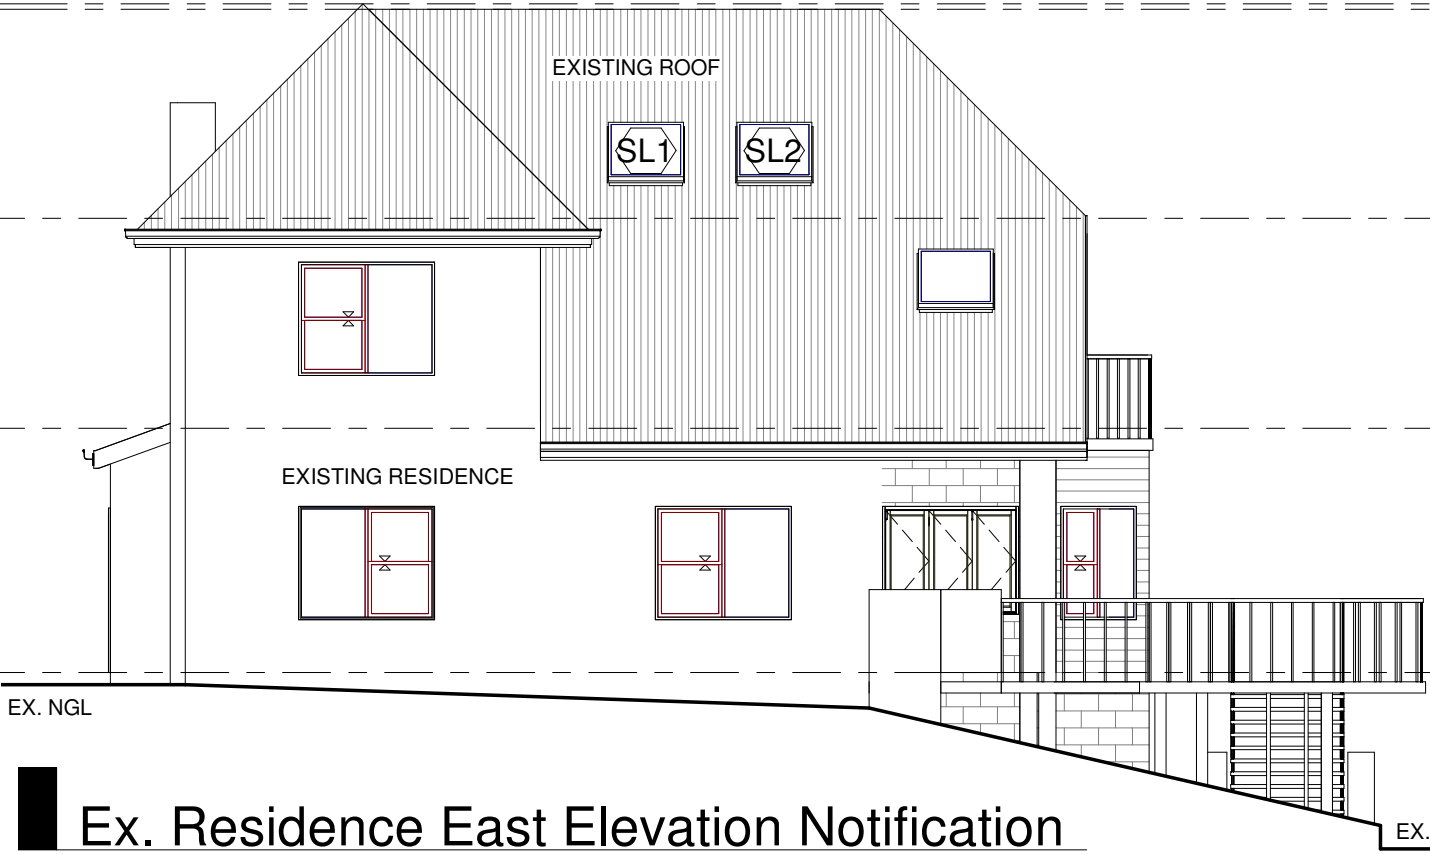 EXISTING ROOF
SL1
SL2
EXISTING RESIDENCE
EX. NGL
Ex. Residence East Elevation Notification
EX.